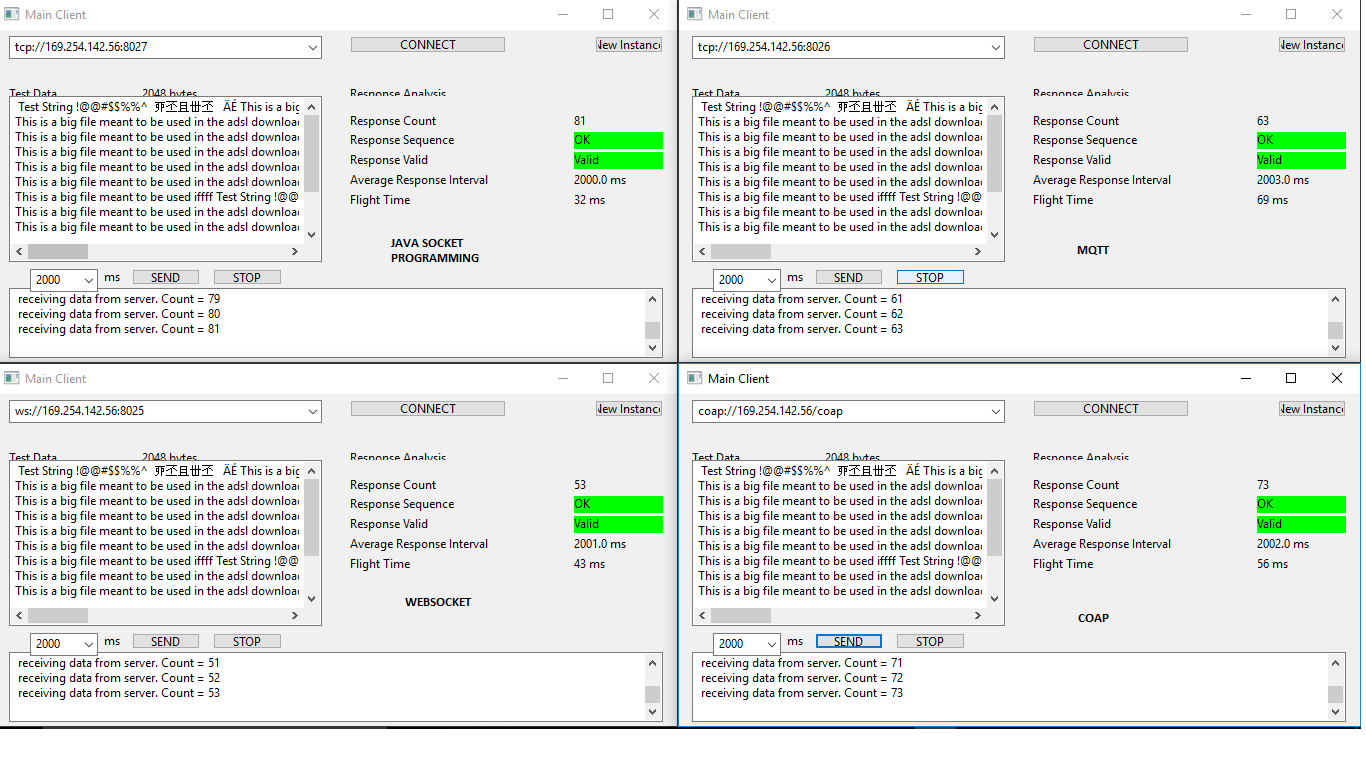 Main Client
tcp://169.254.142.56:8027
CONNECT
New Instance
Test Data 2048 bytes Response Analysis
Test String !@@#$$%%^ 丣丕且丗丕 ÄÉ This is a big
This is a big file meant to be used in the adsl download
This is a big file meant to be used in the adsl download
This is a big file meant to be used in the adsl download
This is a big file meant to be used in the adsl download
This is a big file meant to be used in the adsl download
This is a big file meant to be used iffff Test String !@@
This is a big file meant to be used in the adsl download
This is a big file meant to be used in the adsl download
Response Count 81
Response Sequence OK
Response Valid Valid
Average Response Interval 2000.0 ms
Flight Time 32 ms
JAVA SOCKET
PROGRAMMING
2000 ms SEND STOP
receiving data from server. Count = 79
receiving data from server. Count = 80
receiving data from server. Count = 81
Main Client
tcp://169.254.142.56:8026
CONNECT
New Instance
Test Data 2048 bytes Response Analysis
Test String !@@#$$%%^ 丣丕且丗丕 ÄÉ This is a big
This is a big file meant to be used in the adsl download
This is a big file meant to be used in the adsl download
This is a big file meant to be used in the adsl download
This is a big file meant to be used in the adsl download
This is a big file meant to be used in the adsl download
This is a big file meant to be used iffff Test String !@@
This is a big file meant to be used in the adsl download
This is a big file meant to be used in the adsl download
Response Count 63
Response Sequence OK
Response Valid Valid
Average Response Interval 2003.0 ms
Flight Time 69 ms
MQTT
2000 ms SEND STOP
receiving data from server. Count = 61
receiving data from server. Count = 62
receiving data from server. Count = 63
Main Client
ws://169.254.142.56:8025
CONNECT
New Instance
Test Data 2048 bytes Response Analysis
Test String !@@#$$%%^ 丣丕且丗丕 ÄÉ This is a big
This is a big file meant to be used in the adsl download
This is a big file meant to be used in the adsl download
This is a big file meant to be used in the adsl download
This is a big file meant to be used in the adsl download
This is a big file meant to be used in the adsl download
This is a big file meant to be used iffff Test String !@@
This is a big file meant to be used in the adsl download
This is a big file meant to be used in the adsl download
Response Count 53
Response Sequence OK
Response Valid Valid
Average Response Interval 2001.0 ms
Flight Time 43 ms
WEBSOCKET
2000 ms SEND STOP
receiving data from server. Count = 51
receiving data from server. Count = 52
receiving data from server. Count = 53
Main Client
coap://169.254.142.56/coap
CONNECT
New Instance
Test Data 2048 bytes Response Analysis
Test String !@@#$$%%^ 丣丕且丗丕 ÄÉ This is a big
This is a big file meant to be used in the adsl download
This is a big file meant to be used in the adsl download
This is a big file meant to be used in the adsl download
This is a big file meant to be used in the adsl download
This is a big file meant to be used in the adsl download
This is a big file meant to be used iffff Test String !@@
This is a big file meant to be used in the adsl download
This is a big file meant to be used in the adsl download
Response Count 73
Response Sequence OK
Response Valid Valid
Average Response Interval 2002.0 ms
Flight Time 56 ms
COAP
2000 ms SEND STOP
receiving data from server. Count = 71
receiving data from server. Count = 72
receiving data from server. Count = 73